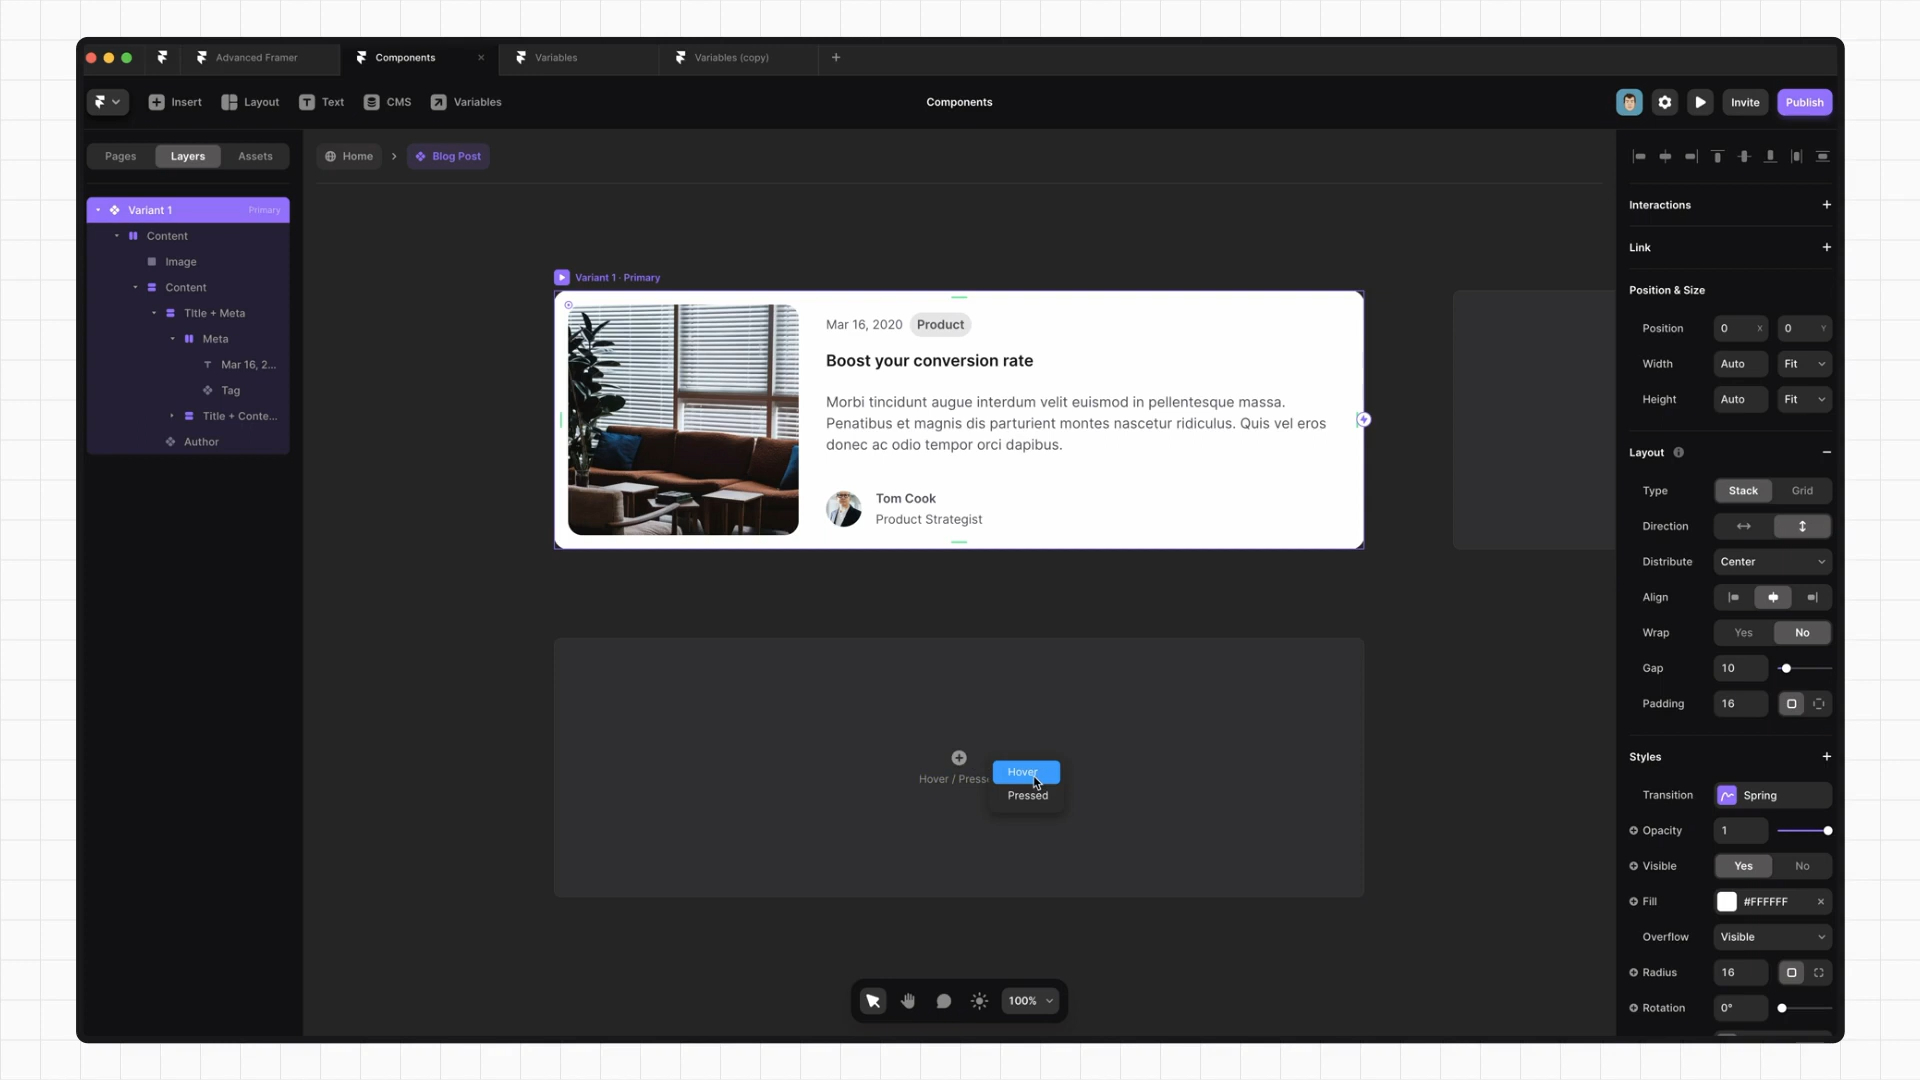 Advanced Framer
Components
Variables
Variables (copy)
Insert
Layout
Text
CMS
Variables
Components
Invite
Publish
Pages
Layers
Assets
Home
Blog Post
Variant 1
Primary
Content
Image
Content
Title + Meta
Meta
Mar 16, 2...
Tag
Title + Conte...
Author
Variant 1 · Primary
Mar 16, 2020
Product
Boost your conversion rate
Morbi tincidunt augue interdum velit euismod in pellentesque massa.
Penatibus et magnis dis parturient montes nascetur ridiculus. Quis vel eros
donec ac odio tempor orci dapibus.
Tom Cook
Product Strategist
Hover / Press
Hover
Pressed
100%
Interactions
Link
Position & Size
Position 0 X 0 Y
Width Auto Fit
Height Auto Fit
Layout
Type Stack Grid
Direction
Distribute Center
Align
Wrap Yes No
Gap 10
Padding 16
Styles
Transition Spring
Opacity 1
Visible Yes No
Fill #FFFFFF
Overflow Visible
Radius 16
Rotation 0°